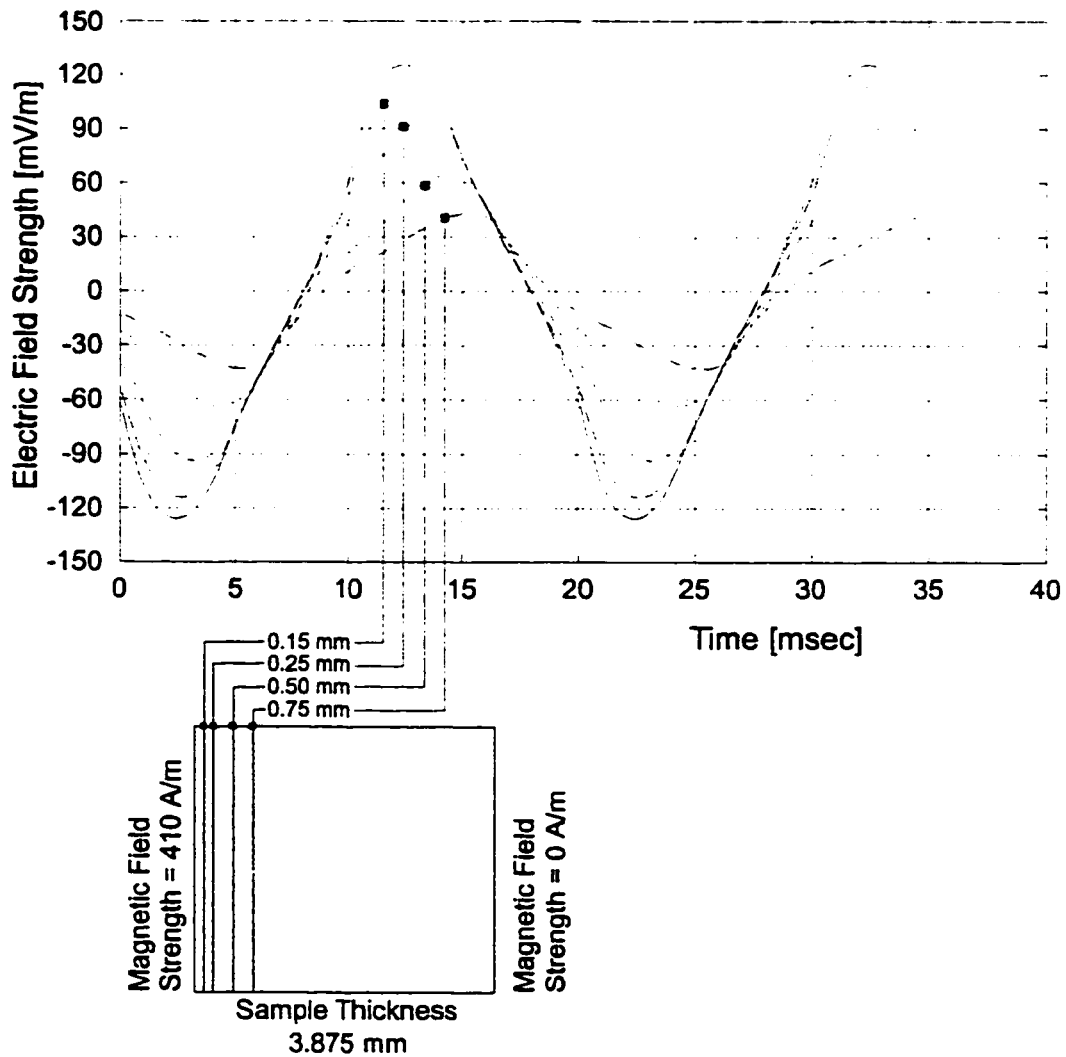 Electric Field Strength [mV/m]
150
120
90
60
30
0
-30
-60
-90
-120
-150
0 5 10 15 20 25 30 35 40
Time [msec]
0.15 mm
0.25 mm
0.50 mm
0.75 mm
Magnetic Field
Strength = 410 A/m
Magnetic Field
Strength = 0 A/m
Sample Thickness
3.875 mm